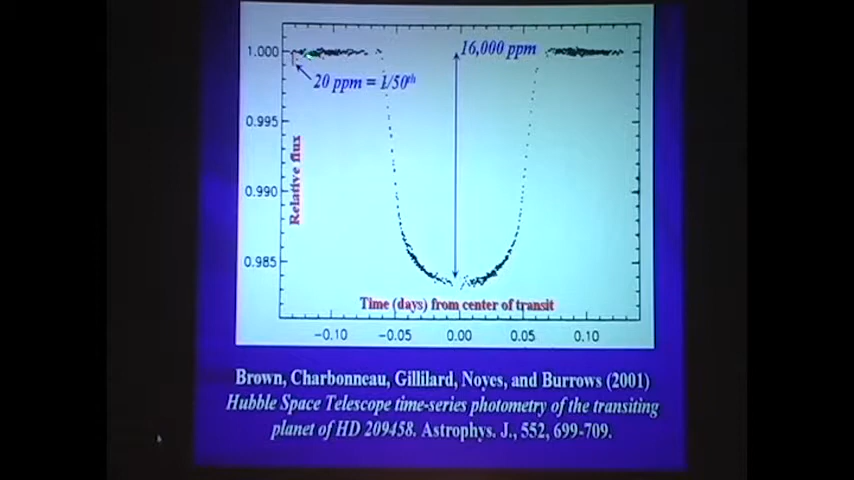 1.000
16,000 ppm
20 ppm = 1/50th
0.995
0.990
0.985
Relative flux
Time (days) from center of transit
−0.10 −0.05 0.00 0.05 0.10
Brown, Charbonneau, Gillilard, Noyes, and Burrows (2001)
Hubble Space Telescope time-series photometry of the transiting
planet of HD 209458. Astrophys. J., 552, 699-709.